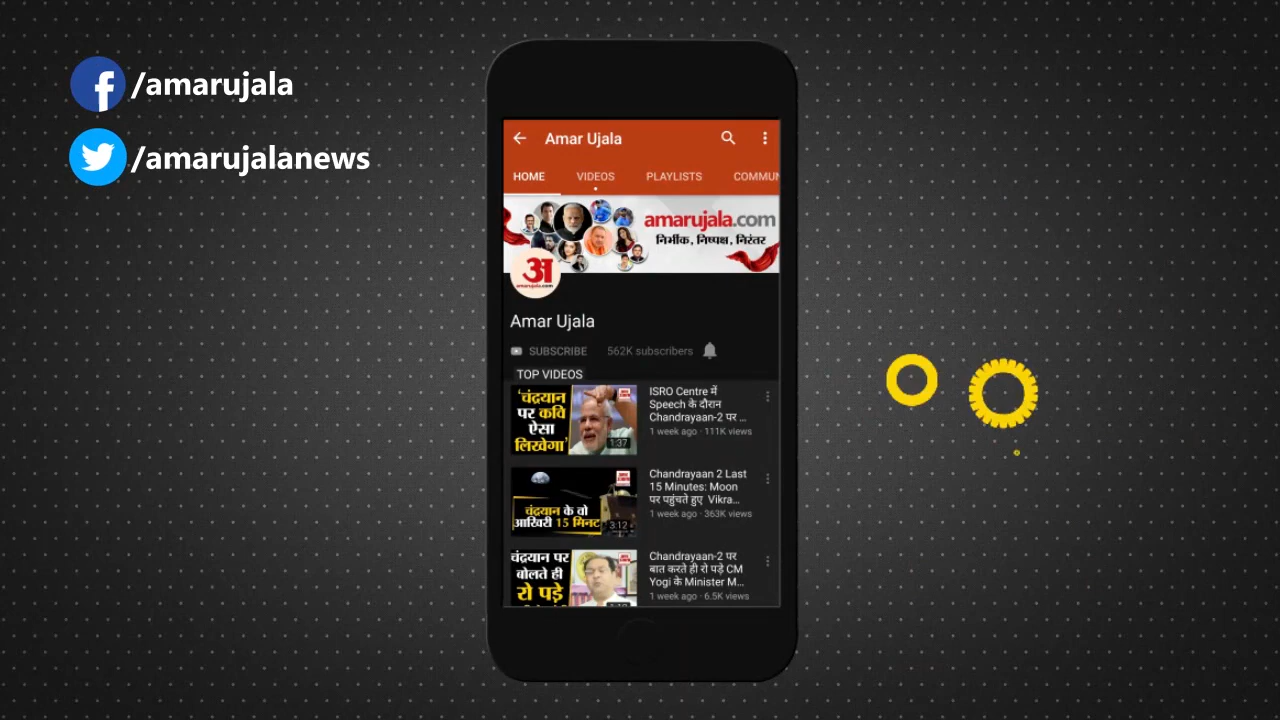 /amarujala
/amarujalanews
Amar Ujala
HOME VIDEOS PLAYLISTS COMMUN
amarujala.com
निर्भीक, निष्पक्ष, निरंतर
अ
amarujala.com
Amar Ujala
SUBSCRIBE 562K subscribers
TOP VIDEOS
'चंद्रयान
पर कवि
ऐसा
लिखेगा'
1:37
ISRO Centre में
Speech के दौरान
Chandrayaan-2 पर ...
1 week ago · 111K views
चंद्रयान के वो
आखिरी 15 मिनट
3:12
Chandrayaan 2 Last
15 Minutes: Moon
पर पहुंचते हुए Vikra...
1 week ago · 363K views
चंद्रयान पर
बोलते ही
रो पड़े
Chandrayaan-2 पर
बात करते ही रो पड़े CM
Yogi के Minister M...
1 week ago · 6.5K views